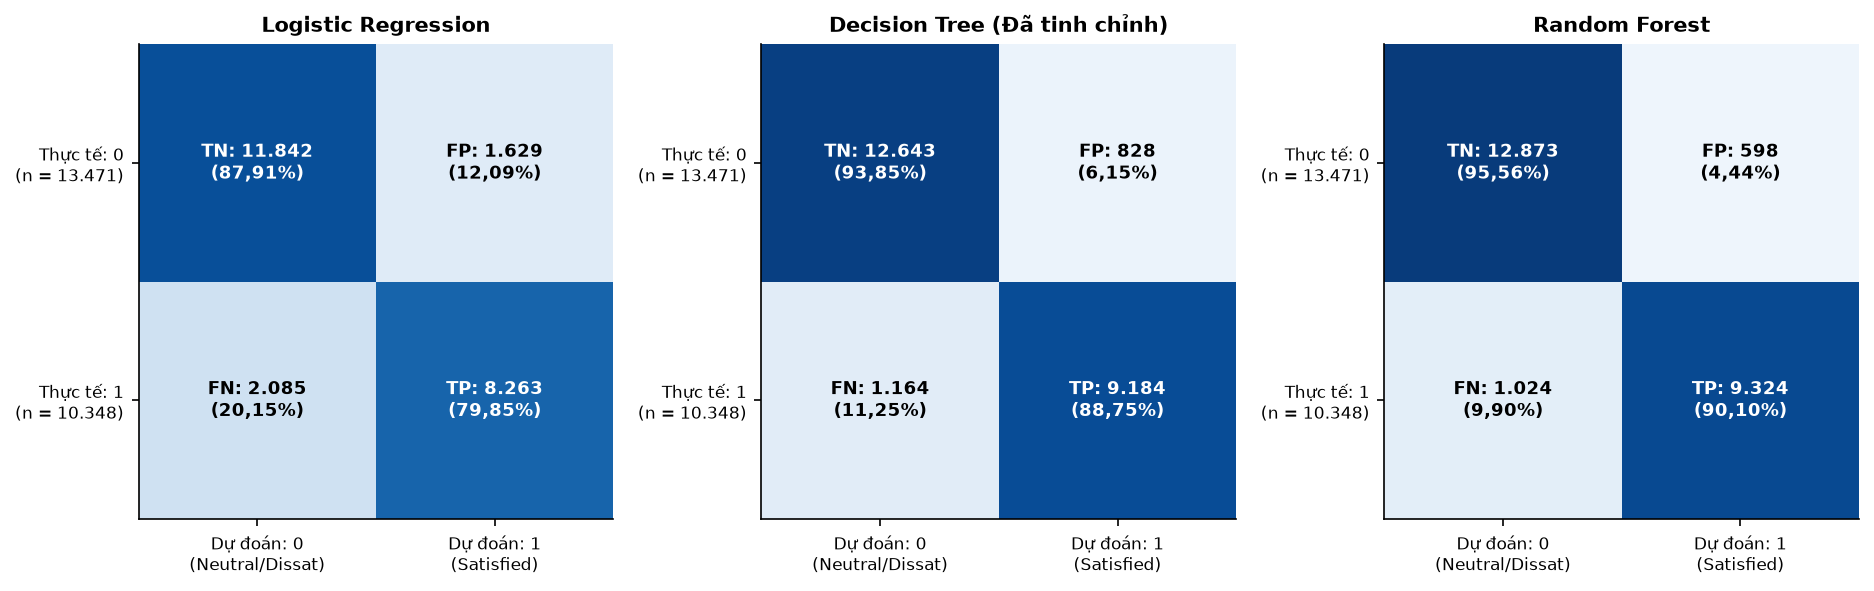 Logistic Regression
Thực tế: 0
(n = 13.471)
TN: 11.842
(87,91%)
FP: 1.629
(12,09%)
Thực tế: 1
(n = 10.348)
FN: 2.085
(20,15%)
TP: 8.263
(79,85%)
Dự đoán: 0
(Neutral/Dissat)
Dự đoán: 1
(Satisfied)
Decision Tree (Đã tinh chỉnh)
Thực tế: 0
(n = 13.471)
TN: 12.643
(93,85%)
FP: 828
(6,15%)
Thực tế: 1
(n = 10.348)
FN: 1.164
(11,25%)
TP: 9.184
(88,75%)
Dự đoán: 0
(Neutral/Dissat)
Dự đoán: 1
(Satisfied)
Random Forest
Thực tế: 0
(n = 13.471)
TN: 12.873
(95,56%)
FP: 598
(4,44%)
Thực tế: 1
(n = 10.348)
FN: 1.024
(9,90%)
TP: 9.324
(90,10%)
Dự đoán: 0
(Neutral/Dissat)
Dự đoán: 1
(Satisfied)